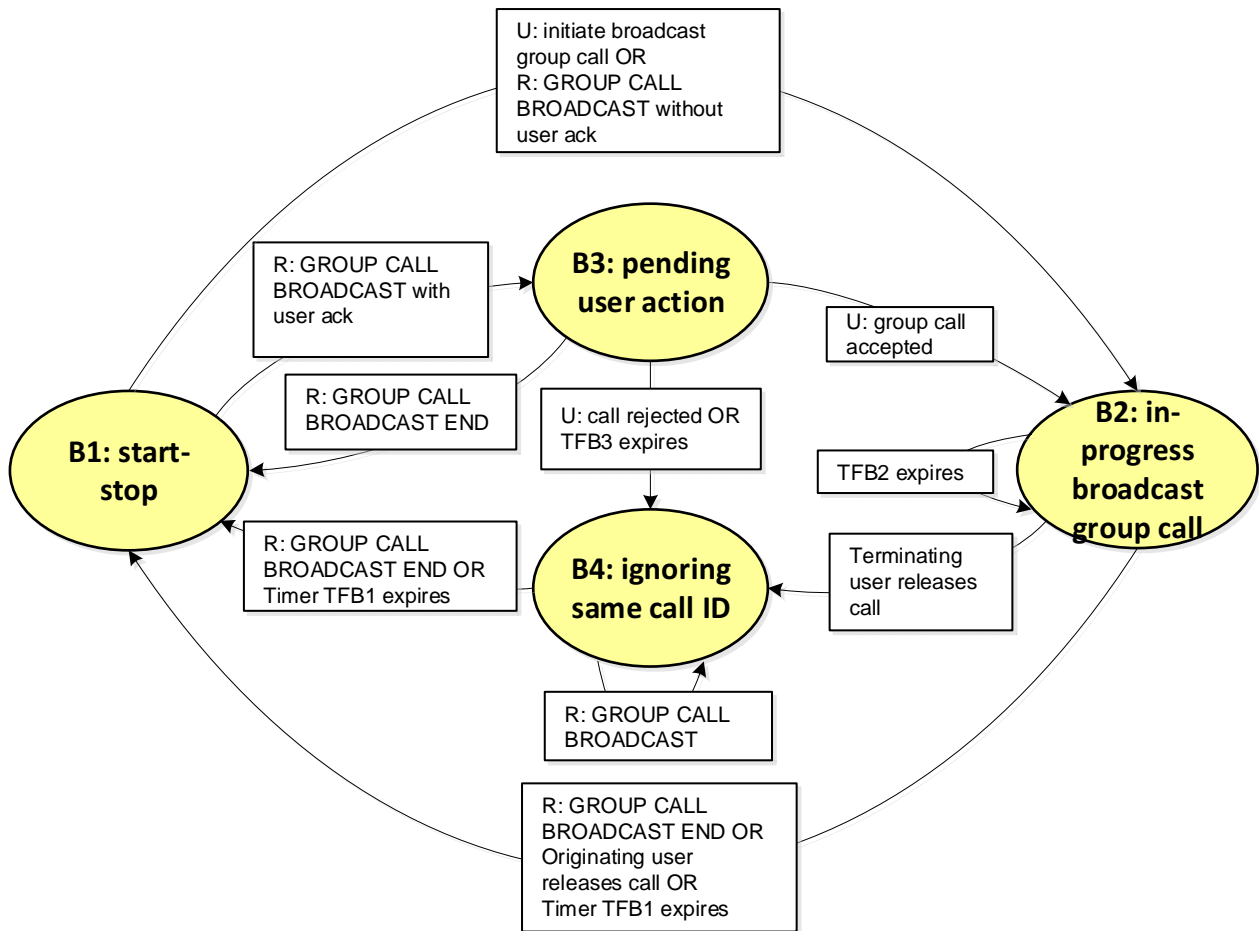 U: initiate broadcast
group call OR
R: GROUP CALL
BROADCAST without
user ack
R: GROUP CALL
BROADCAST with
user ack
B3: pending
user action
U: group call
accepted
R: GROUP CALL
BROADCAST END
U: call rejected OR
TFB3 expires
B1: start-
stop
B2: in-
progress
broadcast
group call
TFB2 expires
R: GROUP CALL
BROADCAST END OR
Timer TFB1 expires
B4: ignoring
same call ID
Terminating
user releases
call
R: GROUP CALL
BROADCAST
R: GROUP CALL
BROADCAST END OR
Originating user
releases call OR
Timer TFB1 expires